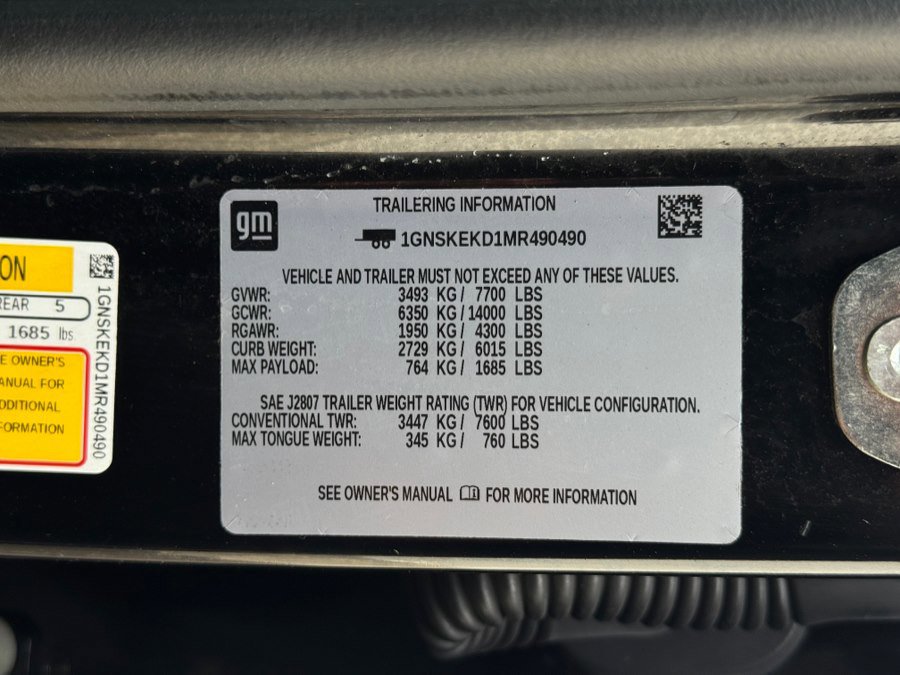 ON
REAR 5
1685 lbs
E OWNER'S
ANUAL FOR
DDITIONAL
FORMATION
1GNSKEKD1MR490490
gm
TRAILERING INFORMATION
1GNSKEKD1MR490490
VEHICLE AND TRAILER MUST NOT EXCEED ANY OF THESE VALUES.
GVWR: 3493 KG / 7700 LBS
GCWR: 6350 KG / 14000 LBS
RGAWR: 1950 KG / 4300 LBS
CURB WEIGHT: 2729 KG / 6015 LBS
MAX PAYLOAD: 764 KG / 1685 LBS
SAE J2807 TRAILER WEIGHT RATING (TWR) FOR VEHICLE CONFIGURATION.
CONVENTIONAL TWR: 3447 KG / 7600 LBS
MAX TONGUE WEIGHT: 345 KG / 760 LBS
SEE OWNER'S MANUAL FOR MORE INFORMATION